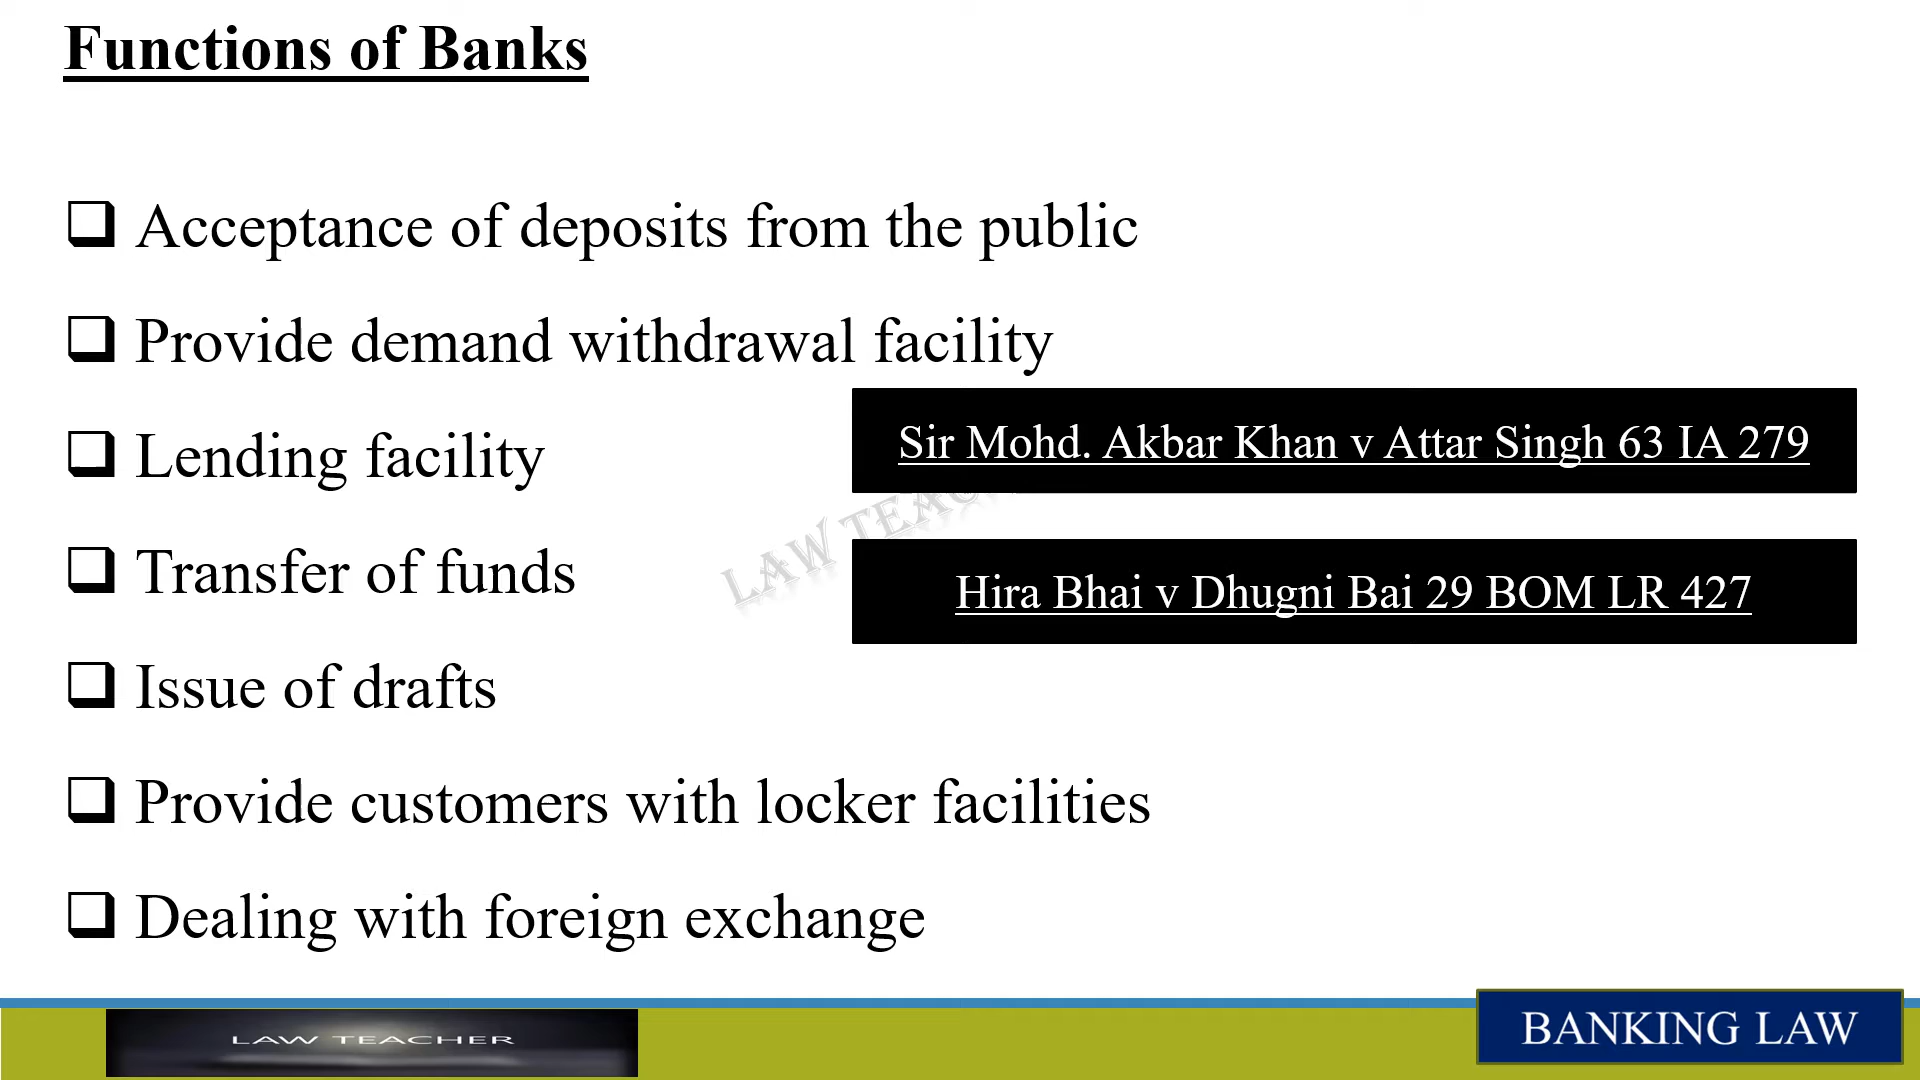 Functions of Banks
Acceptance of deposits from the public
Provide demand withdrawal facility
Lending facility
Sir Mohd. Akbar Khan v Attar Singh 63 IA 279
Transfer of funds
LAW TEAC
Hira Bhai v Dhugni Bai 29 BOM LR 427
Issue of drafts
Provide customers with locker facilities
Dealing with foreign exchange
LAW TEACHER
BANKING LAW